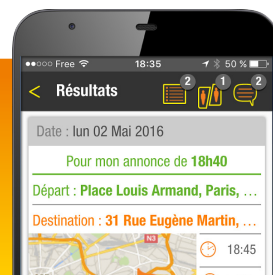 Free 18:35 50 %
< Résultats 2 1 2
Date : lun 02 Mai 2016
Pour mon annonce de 18h40
Départ : Place Louis Armand, Paris, ...
Destination : 31 Rue Eugène Martin, ...
N3
18:45